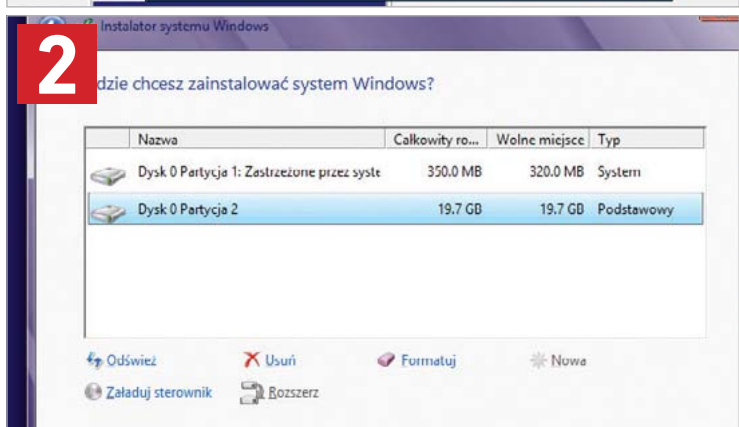 Instalator systemu Windows
2
dzie chcesz zainstalować system Windows?
Nazwa Całkowity ro... Wolne miejsce Typ
Dysk 0 Partycja 1: Zastrzeżone przez syste 350.0 MB 320.0 MB System
Dysk 0 Partycja 2 19.7 GB 19.7 GB Podstawowy
Odśwież Usuń Formatuj Nowa
Załaduj sterownik Rozszerz